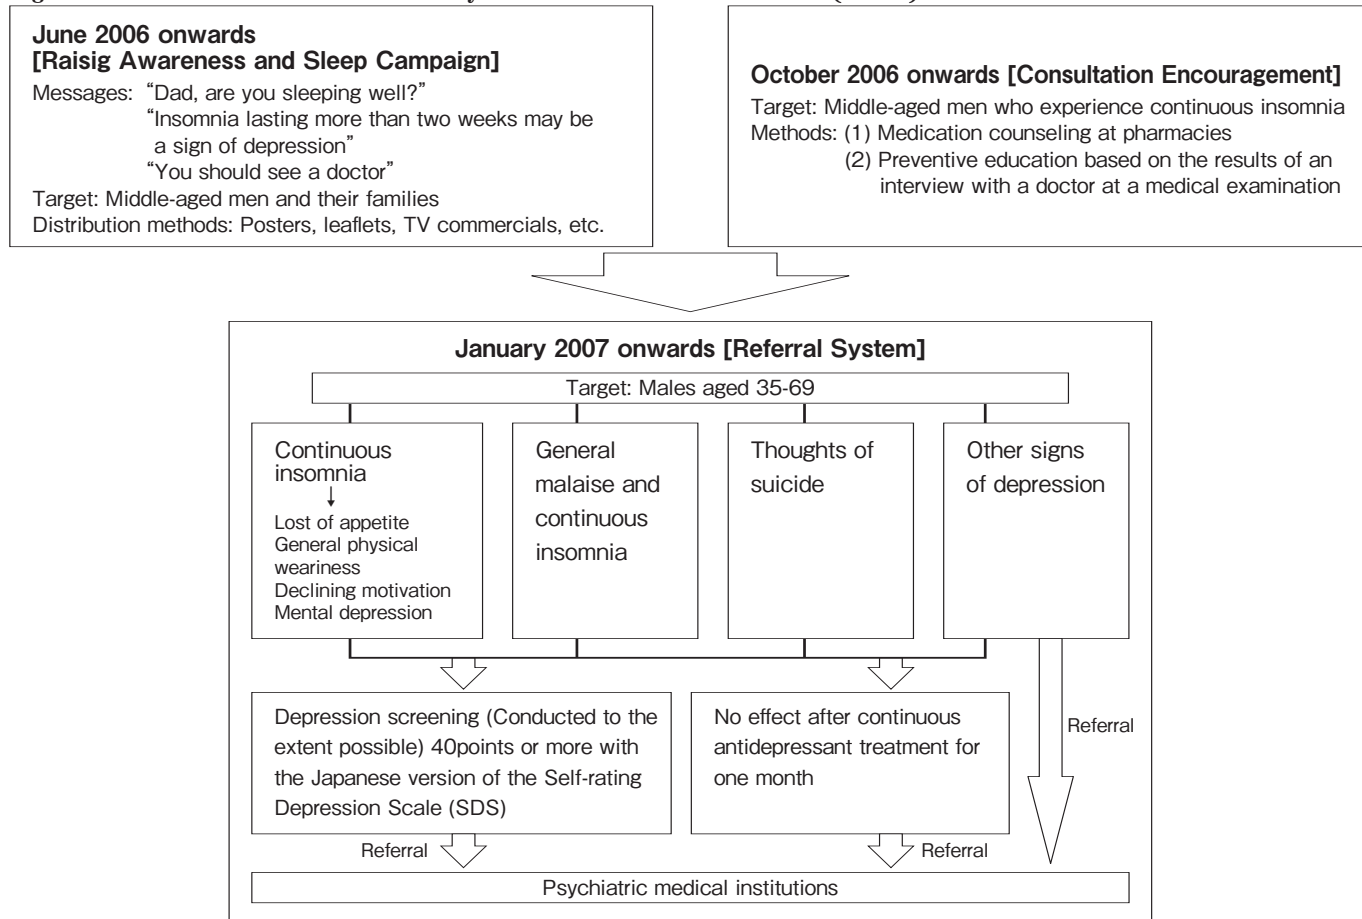 June 2006 onwards
[Raisig Awareness and Sleep Campaign]
Messages: “Dad, are you sleeping well?”
“Insomnia lasting more than two weeks may be
a sign of depression”
“You should see a doctor”
Target: Middle-aged men and their families
Distribution methods: Posters, leaflets, TV commercials, etc.
October 2006 onwards [Consultation Encouragement]
Target: Middle-aged men who experience continuous insomnia
Methods: (1) Medication counseling at pharmacies
(2) Preventive education based on the results of an
interview with a doctor at a medical examination
January 2007 onwards [Referral System]
Target: Males aged 35-69
Continuous
insomnia
Lost of appetite
General physical
weariness
Declining motivation
Mental depression
General
malaise and
continuous
insomnia
Thoughts of
suicide
Other signs
of depression
Depression screening (Conducted to the
extent possible) 40points or more with
the Japanese version of the Self-rating
Depression Scale (SDS)
No effect after continuous
antidepressant treatment for
one month
Referral
Referral
Referral
Psychiatric medical institutions